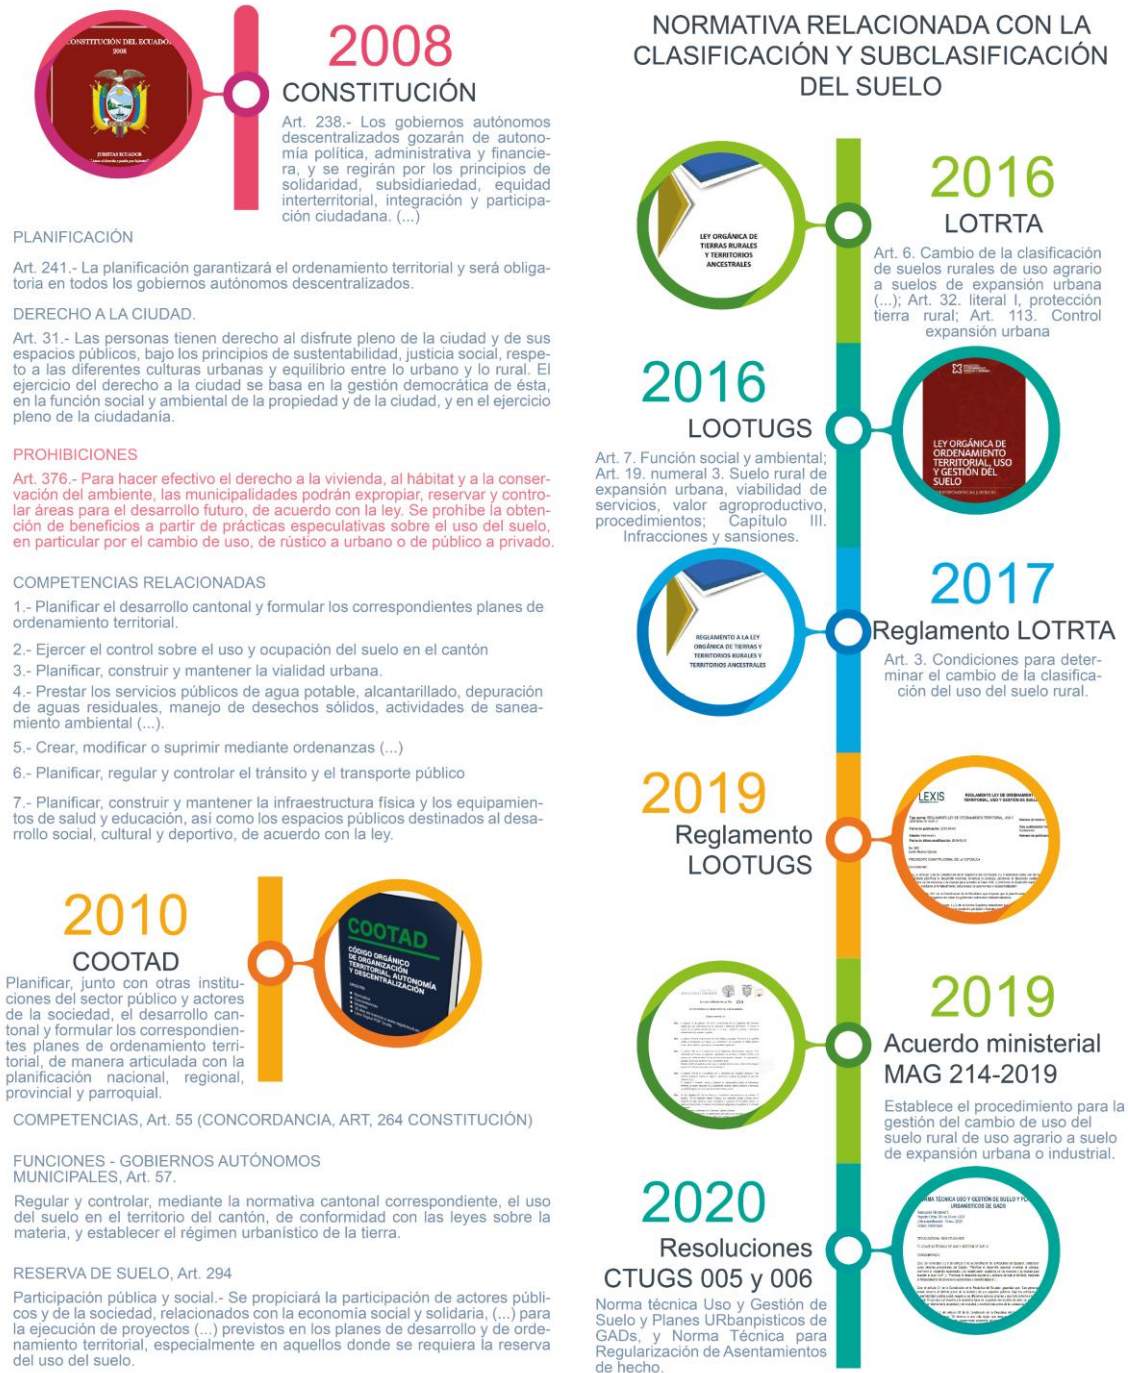 CONSTITUCIÓN DEL ECUADOR
2008
JURISTAS ECUADOR
2008
CONSTITUCIÓN
Art. 238.- Los gobiernos autónomos
descentralizados gozarán de autono-
mía política, administrativa y financie-
ra, y se regirán por los principios de
solidaridad, subsidiariedad, equidad
interterritorial, integración y participa-
ción ciudadana. (...)
PLANIFICACIÓN
Art. 241.- La planificación garantizará el ordenamiento territorial y será obliga-
toria en todos los gobiernos autónomos descentralizados.
DERECHO A LA CIUDAD.
Art. 31.- Las personas tienen derecho al disfrute pleno de la ciudad y de sus
espacios públicos, bajo los principios de sustentabilidad, justicia social, respe-
to a las diferentes culturas urbanas y equilibrio entre lo urbano y lo rural. El
ejercicio del derecho a la ciudad se basa en la gestión democrática de ésta,
en la función social y ambiental de la propiedad y de la ciudad, y en el ejercicio
pleno de la ciudadanía.
PROHIBICIONES
Art. 376.- Para hacer efectivo el derecho a la vivienda, al hábitat y a la conser-
vación del ambiente, las municipalidades podrán expropiar, reservar y contro-
lar áreas para el desarrollo futuro, de acuerdo con la ley. Se prohíbe la obten-
ción de beneficios a partir de prácticas especulativas sobre el uso del suelo,
en particular por el cambio de uso, de rústico a urbano o de público a privado.
COMPETENCIAS RELACIONADAS
1.- Planificar el desarrollo cantonal y formular los correspondientes planes de
ordenamiento territorial.
2.- Ejercer el control sobre el uso y ocupación del suelo en el cantón
3.- Planificar, construir y mantener la vialidad urbana.
4.- Prestar los servicios públicos de agua potable, alcantarillado, depuración
de aguas residuales, manejo de desechos sólidos, actividades de sanea-
miento ambiental (...).
5.- Crear, modificar o suprimir mediante ordenanzas (...)
6.- Planificar, regular y controlar el tránsito y el transporte público
7.- Planificar, construir y mantener la infraestructura física y los equipamien-
tos de salud y educación, así como los espacios públicos destinados al desa-
rrollo social, cultural y deportivo, de acuerdo con la ley.
2010
COOTAD
Planificar, junto con otras institu-
ciones del sector público y actores
de la sociedad, el desarrollo can-
tonal y formular los correspondien-
tes planes de ordenamiento terri-
torial, de manera articulada con la
planificación nacional, regional,
provincial y parroquial.
COOTAD
CÓDIGO ORGÁNICO
DE ORGANIZACIÓN
TERRITORIAL, AUTONOMÍA
Y DESCENTRALIZACIÓN
COMPETENCIAS, Art. 55 (CONCORDANCIA, ART, 264 CONSTITUCIÓN)
FUNCIONES - GOBIERNOS AUTÓNOMOS
MUNICIPALES, Art. 57.
Regular y controlar, mediante la normativa cantonal correspondiente, el uso
del suelo en el territorio del cantón, de conformidad con las leyes sobre la
materia, y establecer el régimen urbanístico de la tierra.
RESERVA DE SUELO, Art. 294
Participación pública y social.- Se propiciará la participación de actores públi-
cos y de la sociedad, relacionados con la economía social y solidaria, (...) para
la ejecución de proyectos (...) previstos en los planes de desarrollo y de orde-
namiento territorial, especialmente en aquellos donde se requiera la reserva
del uso del suelo.
NORMATIVA RELACIONADA CON LA
CLASIFICACIÓN Y SUBCLASIFICACIÓN
DEL SUELO
LEY ORGÁNICA DE
TIERRAS RURALES
Y TERRITORIOS
ANCESTRALES
2016
LOTRTA
Art. 6. Cambio de la clasificación
de suelos rurales de uso agrario
a suelos de expansión urbana
(...); Art. 32. literal I, protección
tierra rural; Art. 113. Control
expansión urbana
2016
LOOTUGS
Art. 7. Función social y ambiental;
Art. 19. numeral 3. Suelo rural de
expansión urbana, viabilidad de
servicios, valor agroproductivo,
procedimientos; Capítulo III.
Infracciones y sansiones.
LEY ORGÁNICA DE
ORDENAMIENTO
TERRITORIAL, USO
Y GESTIÓN DEL
SUELO
REGLAMENTO A LA LEY
ORGÁNICA DE TIERRAS Y
TERRITORIOS RURALES Y
TERRITORIOS ANCESTRALES
2017
Reglamento LOTRTA
Art. 3. Condiciones para deter-
minar el cambio de la clasifica-
ción del uso del suelo rural.
2019
Reglamento
LOOTUGS
LEXIS
2019
Acuerdo ministerial
MAG 214-2019
Establece el procedimiento para la
gestión del cambio de uso del
suelo rural de uso agrario a suelo
de expansión urbana o industrial.
2020
Resoluciones
CTUGS 005 y 006
Norma técnica Uso y Gestión de
Suelo y Planes URbanpisticos de
GADs, y Norma Técnica para
Regularización de Asentamientos
de hecho.